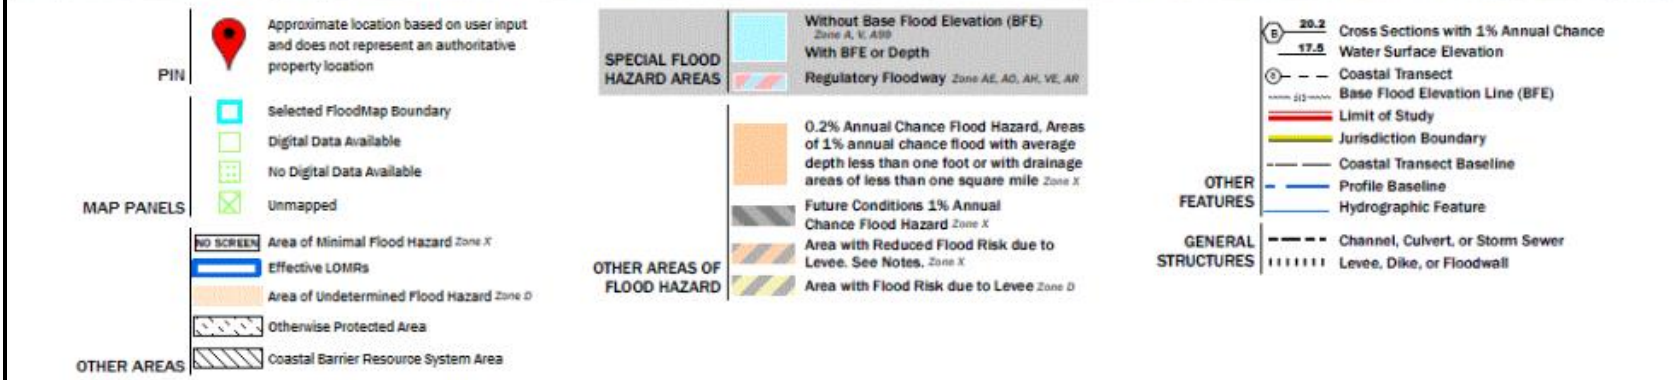 PIN
Approximate location based on user input
and does not represent an authoritative
property location
MAP PANELS
Selected FloodMap Boundary
Digital Data Available
No Digital Data Available
Unmapped
OTHER AREAS
NO SCREEN Area of Minimal Flood Hazard Zone X
Effective LOMRs
Area of Undetermined Flood Hazard Zone D
Otherwise Protected Area
Coastal Barrier Resource System Area
SPECIAL FLOOD
HAZARD AREAS
Without Base Flood Elevation (BFE)
Zone A, V, A99
With BFE or Depth
Regulatory Floodway Zone AE, AO, AH, VE, AR
OTHER AREAS OF
FLOOD HAZARD
0.2% Annual Chance Flood Hazard, Areas
of 1% annual chance flood with average
depth less than one foot or with drainage
areas of less than one square mile Zone X
Future Conditions 1% Annual
Chance Flood Hazard Zone X
Area with Reduced Flood Risk due to
Levee. See Notes. Zone X
Area with Flood Risk due to Levee Zone D
OTHER
FEATURES
B 20.2 Cross Sections with 1% Annual Chance
17.5 Water Surface Elevation
8 Coastal Transect
513 Base Flood Elevation Line (BFE)
Limit of Study
Jurisdiction Boundary
Coastal Transect Baseline
Profile Baseline
Hydrographic Feature
GENERAL
STRUCTURES
Channel, Culvert, or Storm Sewer
Levee, Dike, or Floodwall